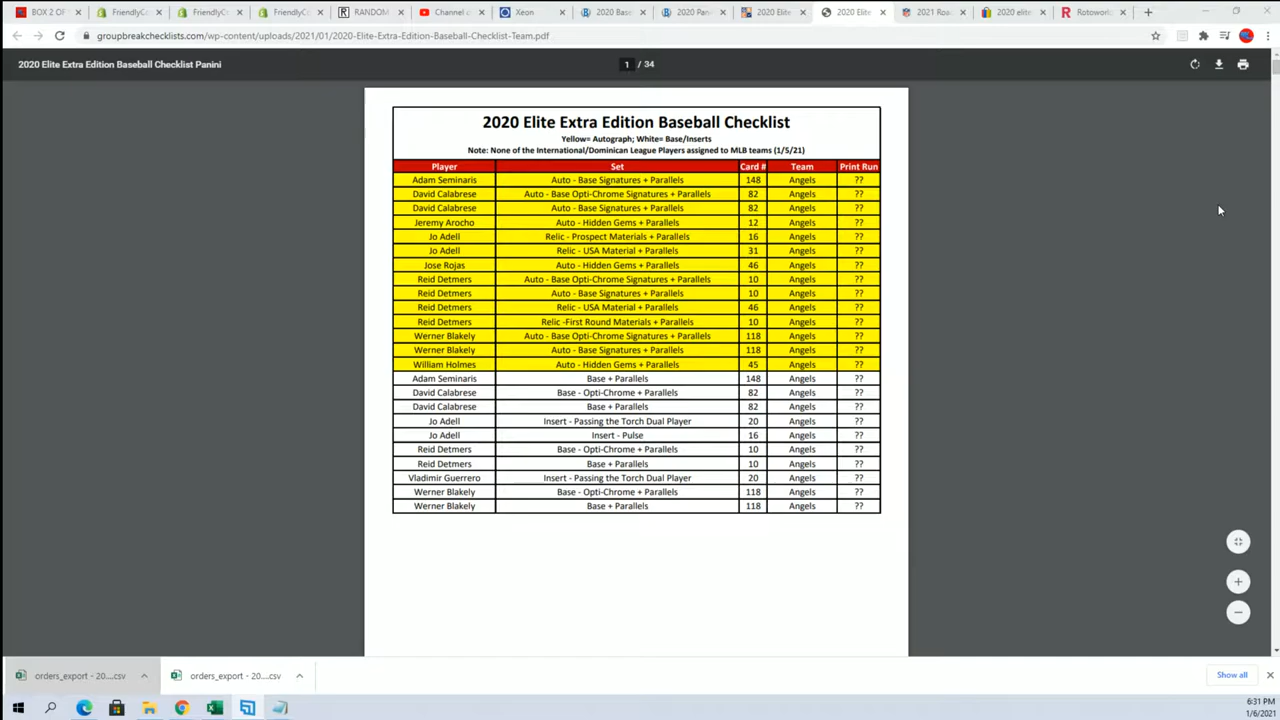 BOX 2 OF
FriendlyCo
FriendlyCo
FriendlyCo
RANDOM
Channel c
Xeon
2020 Base
2020 Pani
2020 Elite
2020 Elite
2021 Roa
2020 elite
Rotoworl
groupbreakchecklists.com/wp-content/uploads/2021/01/2020-Elite-Extra-Edition-Baseball-Checklist-Team.pdf
2020 Elite Extra Edition Baseball Checklist Panini
1 / 34
2020 Elite Extra Edition Baseball Checklist
Yellow= Autograph; White= Base/Inserts
Note: None of the International/Dominican League Players assigned to MLB teams (1/5/21)
Player Set Card # Team Print Run
Adam Seminaris Auto - Base Signatures + Parallels 148 Angels ??
David Calabrese Auto - Base Opti-Chrome Signatures + Parallels 82 Angels ??
David Calabrese Auto - Base Signatures + Parallels 82 Angels ??
Jeremy Arocho Auto - Hidden Gems + Parallels 12 Angels ??
Jo Adell Relic - Prospect Materials + Parallels 16 Angels ??
Jo Adell Relic - USA Material + Parallels 31 Angels ??
Jose Rojas Auto - Hidden Gems + Parallels 46 Angels ??
Reid Detmers Auto - Base Opti-Chrome Signatures + Parallels 10 Angels ??
Reid Detmers Auto - Base Signatures + Parallels 10 Angels ??
Reid Detmers Relic - USA Material + Parallels 46 Angels ??
Reid Detmers Relic -First Round Materials + Parallels 10 Angels ??
Werner Blakely Auto - Base Opti-Chrome Signatures + Parallels 118 Angels ??
Werner Blakely Auto - Base Signatures + Parallels 118 Angels ??
William Holmes Auto - Hidden Gems + Parallels 45 Angels ??
Adam Seminaris Base + Parallels 148 Angels ??
David Calabrese Base - Opti-Chrome + Parallels 82 Angels ??
David Calabrese Base + Parallels 82 Angels ??
Jo Adell Insert - Passing the Torch Dual Player 20 Angels ??
Jo Adell Insert - Pulse 16 Angels ??
Reid Detmers Base - Opti-Chrome + Parallels 10 Angels ??
Reid Detmers Base + Parallels 10 Angels ??
Vladimir Guerrero Insert - Passing the Torch Dual Player 20 Angels ??
Werner Blakely Base - Opti-Chrome + Parallels 118 Angels ??
Werner Blakely Base + Parallels 118 Angels ??
orders_export - 20....csv
orders_export - 20....csv
Show all
6:31 PM
1/6/2021